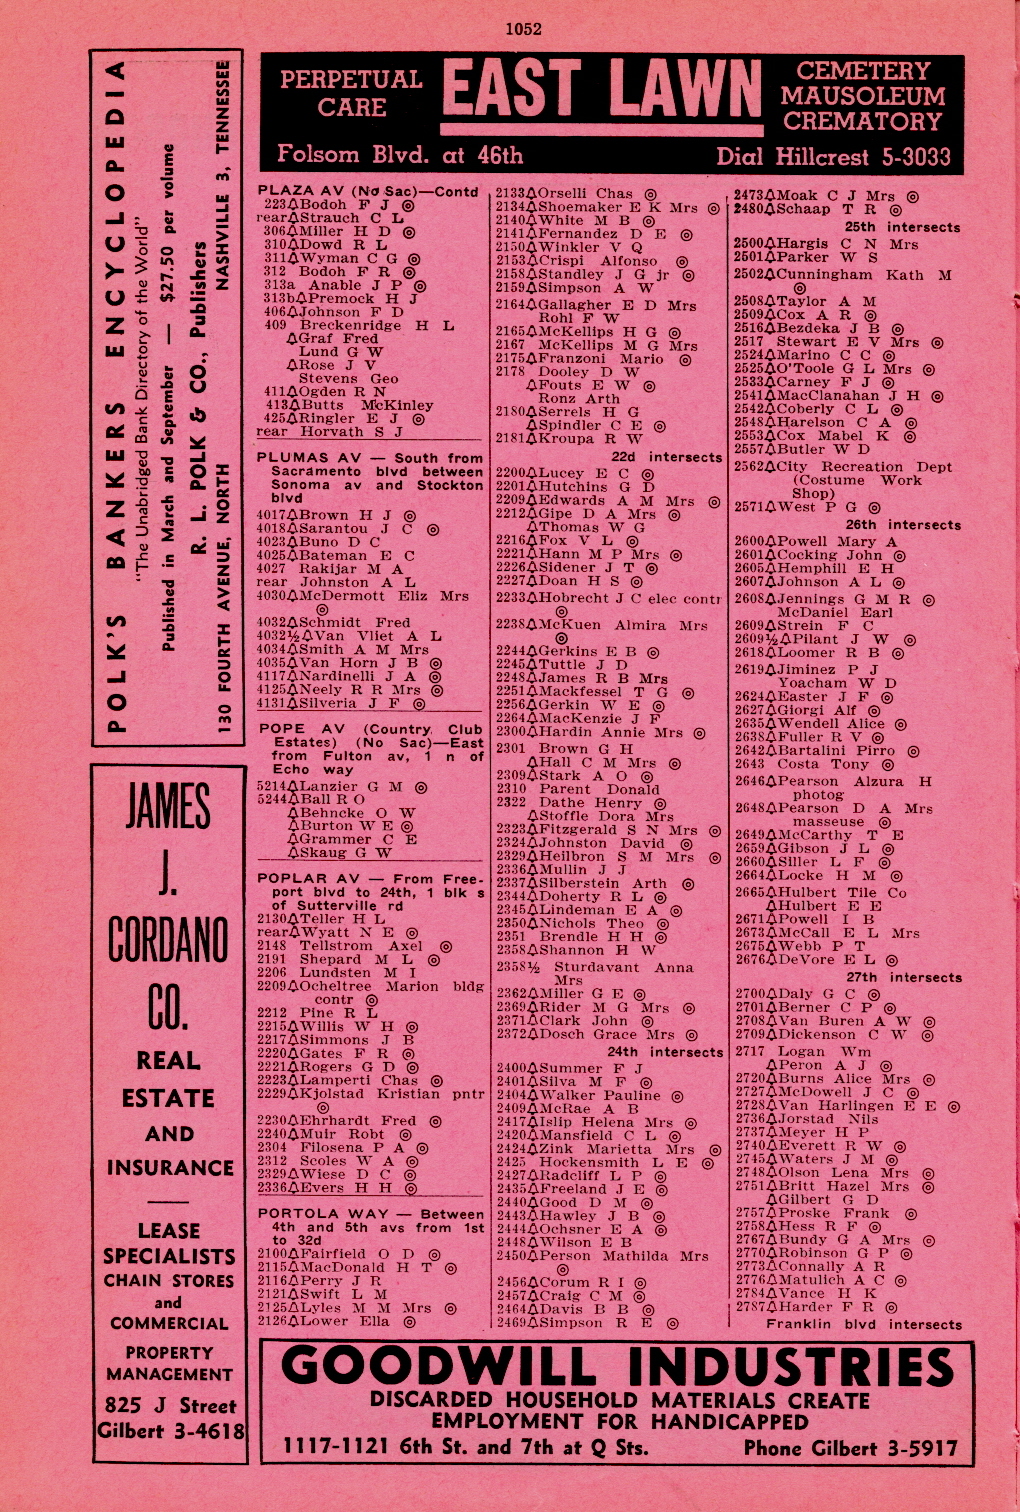 1052
POLK'S BANKERS ENCYCLOPEDIA
"The Unabridged Bank Directory of the World"
Published in March and September — $27.50 per volume
R. L. POLK & CO., Publishers
130 FOURTH AVENUE, NORTH NASHVILLE 3, TENNESSEE
JAMES
J.
CORDANO
CO.
REAL
ESTATE
AND
INSURANCE
LEASE
SPECIALISTS
CHAIN STORES
and
COMMERCIAL
PROPERTY
MANAGEMENT
825 J Street
Gilbert 3-4618
PERPETUAL
CARE
EAST LAWN
CEMETERY
MAUSOLEUM
CREMATORY
Folsom Blvd. at 46th
Dial Hillcrest 5-3033
PLAZA AV (No Sac)—Contd
223△Bodoh F J ◎
rear△Strauch C L
306△Miller H D ◎
310△Dowd R L
311△Wyman C G ◎
312 Bodoh F R ◎
313a Anable J P ◎
313b△Premock H J
406△Johnson F D
409 Breckenridge H L
△Graf Fred
Lund G W
△Rose J V
Stevens Geo
411△Ogden R N
413△Butts McKinley
425△Ringler E J ◎
rear Horvath S J
PLUMAS AV — South from
Sacramento blvd between
Sonoma av and Stockton
blvd
4017△Brown H J ◎
4018△Sarantou J C ◎
4023△Buno D C
4025△Bateman E C
4027 Rakijar M A
rear Johnston A L
4030△McDermott Eliz Mrs
◎
4032△Schmidt Fred
4032½△Van Vliet A L
4034△Smith A M Mrs
4035△Van Horn J B ◎
4117△Nardinelli J A ◎
4125△Neely R R Mrs ◎
4131△Silveria J F ◎
POPE AV (Country Club
Estates) (No Sac)—East
from Fulton av, 1 n of
Echo way
5214△Lanzier G M ◎
5244△Ball R O
△Behncke O W
△Burton W E ◎
△Grammer C E
△Skaug G W
POPLAR AV — From Free-
port blvd to 24th, 1 blk s
of Sutterville rd
2130△Teller H L
rear△Wyatt N E ◎
2148 Tellstrom Axel ◎
2191 Shepard M L ◎
2206 Lundsten M I
2209△Ocheltree Marion bldg
contr ◎
2212 Pine R L
2215△Willis W H ◎
2217△Simmons J B
2220△Gates F R ◎
2221△Rogers G D ◎
2223△Lamperti Chas ◎
2229△Kjolstad Kristian pntr
◎
2230△Ehrhardt Fred ◎
2240△Muir Robt ◎
2304 Filosena P A ◎
2312 Scoles W A ◎
2329△Wiese D C ◎
2336△Evers H H ◎
PORTOLA WAY — Between
4th and 5th avs from 1st
to 32d
2100△Fairfield O D ◎
2115△MacDonald H T ◎
2116△Perry J R
2121△Swift L M
2125△Lyles M M Mrs ◎
2126△Lower Ella ◎
2133△Orselli Chas ◎
2134△Shoemaker E K Mrs ◎
2140△White M B ◎
2141△Fernandez D E ◎
2150△Winkler V Q
2153△Crispi Alfonso ◎
2158△Standley J G jr ◎
2159△Simpson A W
2164△Gallagher E D Mrs
Rohl F W
2165△McKellips H G ◎
2167 McKellips M G Mrs
2175△Franzoni Mario ◎
2178 Dooley D W
△Fouts E W ◎
Ronz Arth
2180△Serrels H G
△Spindler C E ◎
2181△Kroupa R W
22d intersects
2200△Lucey E C ◎
2201△Hutchins G D
2209△Edwards A M Mrs ◎
2212△Gipe D A Mrs ◎
△Thomas W G
2216△Fox V L ◎
2221△Hann M P Mrs ◎
2226△Sidener J T ◎
2227△Doan H S ◎
2233△Hobrecht J C elec contr
◎
2238△McKuen Almira Mrs
◎
2244△Gerkins E B ◎
2245△Tuttle J D
2248△James R B Mrs
2251△Mackfessel T G ◎
2256△Gerkin W E ◎
2264△MacKenzie J F
2300△Hardin Annie Mrs ◎
2301 Brown G H
△Hall C M Mrs ◎
2309△Stark A O ◎
2310 Parent Donald
2322 Dathe Henry ◎
△Stoffle Dora Mrs
2323△Fitzgerald S N Mrs ◎
2324△Johnston David ◎
2329△Heilbron S M Mrs ◎
2336△Mullin J J
2337△Silberstein Arth ◎
2344△Doherty R L ◎
2345△Lindeman E A ◎
2350△Nichols Theo ◎
2351 Brendle H H ◎
2358△Shannon H W
2358½ Sturdavant Anna
Mrs
2362△Miller G E ◎
2369△Rider M G Mrs ◎
2371△Clark John ◎
2372△Dosch Grace Mrs ◎
24th intersects
2400△Summer F J
2401△Silva M F ◎
2404△Walker Pauline ◎
2409△McRae A B
2417△Islip Helena Mrs ◎
2420△Mansfield C L ◎
2424△Zink Marietta Mrs ◎
2425 Hockensmith L E ◎
2427△Radcliff L P ◎
2435△Freeland J E ◎
2440△Good D M ◎
2443△Hawley J B ◎
2444△Ochsner E A ◎
2448△Wilson E B
2450△Person Mathilda Mrs
◎
2456△Corum R I ◎
2457△Craig C M ◎
2464△Davis B B ◎
2469△Simpson R E ◎
2473△Moak C J Mrs ◎
2480△Schaap T R ◎
25th intersects
2500△Hargis C N Mrs
2501△Parker W S
2502△Cunningham Kath M
◎
2508△Taylor A M
2509△Cox A R ◎
2516△Bezdeka J B ◎
2517 Stewart E V Mrs ◎
2524△Marino C C ◎
2525△O'Toole G L Mrs ◎
2533△Carney F J ◎
2541△MacClanahan J H ◎
2542△Coberly C L ◎
2548△Harelson C A ◎
2553△Cox Mabel K ◎
2557△Butler W D
2562△City Recreation Dept
(Costume Work
Shop)
2571△West P G ◎
26th intersects
2600△Powell Mary A
2601△Cocking John ◎
2605△Hemphill E H
2607△Johnson A L ◎
2608△Jennings G M R ◎
McDaniel Earl
2609△Strein F C
2609½△Pilant J W ◎
2618△Loomer R B ◎
2619△Jiminez P J
Yoacham W D
2624△Easter J F ◎
2627△Giorgi Alf ◎
2635△Wendell Alice ◎
2638△Fuller R V ◎
2642△Bartalini Pirro ◎
2643 Costa Tony ◎
2646△Pearson Alzura H
photog
2648△Pearson D A Mrs
masseuse ◎
2649△McCarthy T E
2659△Gibson J L ◎
2660△Siller L F ◎
2664△Locke H M ◎
2665△Hulbert Tile Co
△Hulbert E E
2671△Powell I B
2673△McCall E L Mrs
2675△Webb P T
2676△DeVore E L ◎
27th intersects
2700△Daly G C ◎
2701△Berner C P ◎
2708△Van Buren A W ◎
2709△Dickenson C W ◎
2717 Logan Wm
△Peron A J ◎
2720△Burns Alice Mrs ◎
2727△McDowell J C ◎
2728△Van Harlingen E E ◎
2736△Jorstad Nils
2737△Meyer H P
2740△Everett R W ◎
2745△Waters J M ◎
2748△Olson Lena Mrs ◎
2751△Britt Hazel Mrs ◎
△Gilbert G D
2757△Proske Frank ◎
2758△Hess R F ◎
2767△Bundy G A Mrs ◎
2770△Robinson G P ◎
2773△Connally A R
2776△Matulich A C ◎
2784△Vance H K
2787△Harder F R ◎
Franklin blvd intersects
GOODWILL INDUSTRIES
DISCARDED HOUSEHOLD MATERIALS CREATE
EMPLOYMENT FOR HANDICAPPED
1117-1121 6th St. and 7th at Q Sts.
Phone Gilbert 3-5917